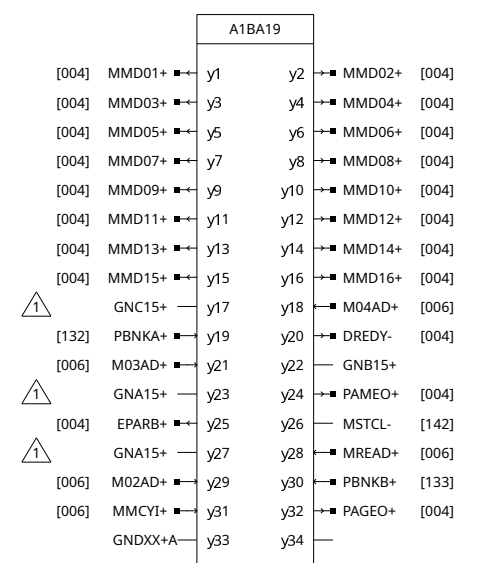 A1BA19
[004] MMD01+ y1 y2 MMD02+ [004]
[004] MMD03+ y3 y4 MMD04+ [004]
[004] MMD05+ y5 y6 MMD06+ [004]
[004] MMD07+ y7 y8 MMD08+ [004]
[004] MMD09+ y9 y10 MMD10+ [004]
[004] MMD11+ y11 y12 MMD12+ [004]
[004] MMD13+ y13 y14 MMD14+ [004]
[004] MMD15+ y15 y16 MMD16+ [004]
1 GNC15+ y17 y18 M04AD+ [006]
[132] PBNKA+ y19 y20 DREDY- [004]
[006] M03AD+ y21 y22 GNB15+
1 GNA15+ y23 y24 PAMEO+ [004]
[004] EPARB+ y25 y26 MSTCL- [142]
1 GNA15+ y27 y28 MREAD+ [006]
[006] M02AD+ y29 y30 PBNKB+ [133]
[006] MMCYI+ y31 y32 PAGEO+ [004]
GNDXX+A y33 y34